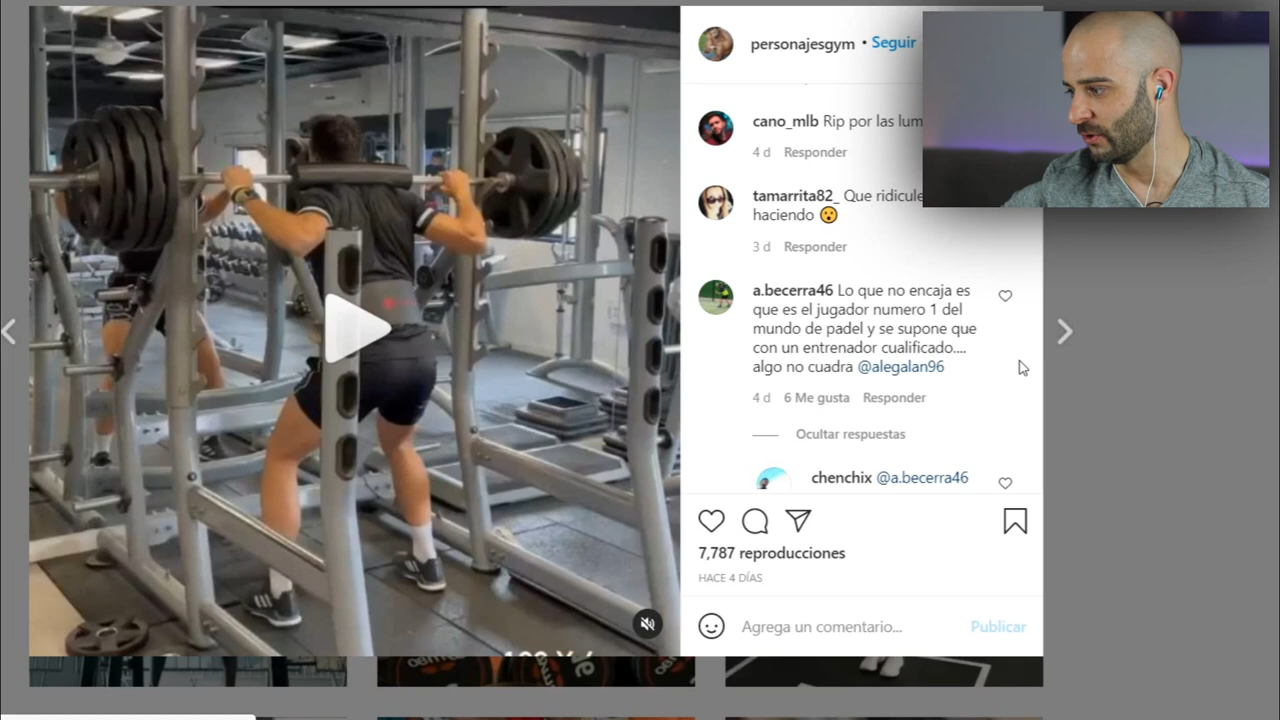 personajesgym • Seguir
cano_mlb Rip por las lum
4 d Responder
tamarrita82_ Que ridicule
haciendo 😲
3 d Responder
a.becerra46 Lo que no encaja es
que es el jugador numero 1 del
mundo de padel y se supone que
con un entrenador cualificado....
algo no cuadra @alegalan96
4 d 6 Me gusta Responder
Ocultar respuestas
chenchix @a.becerra46
7,787 reproducciones
HACE 4 DÍAS
Agrega un comentario... Publicar